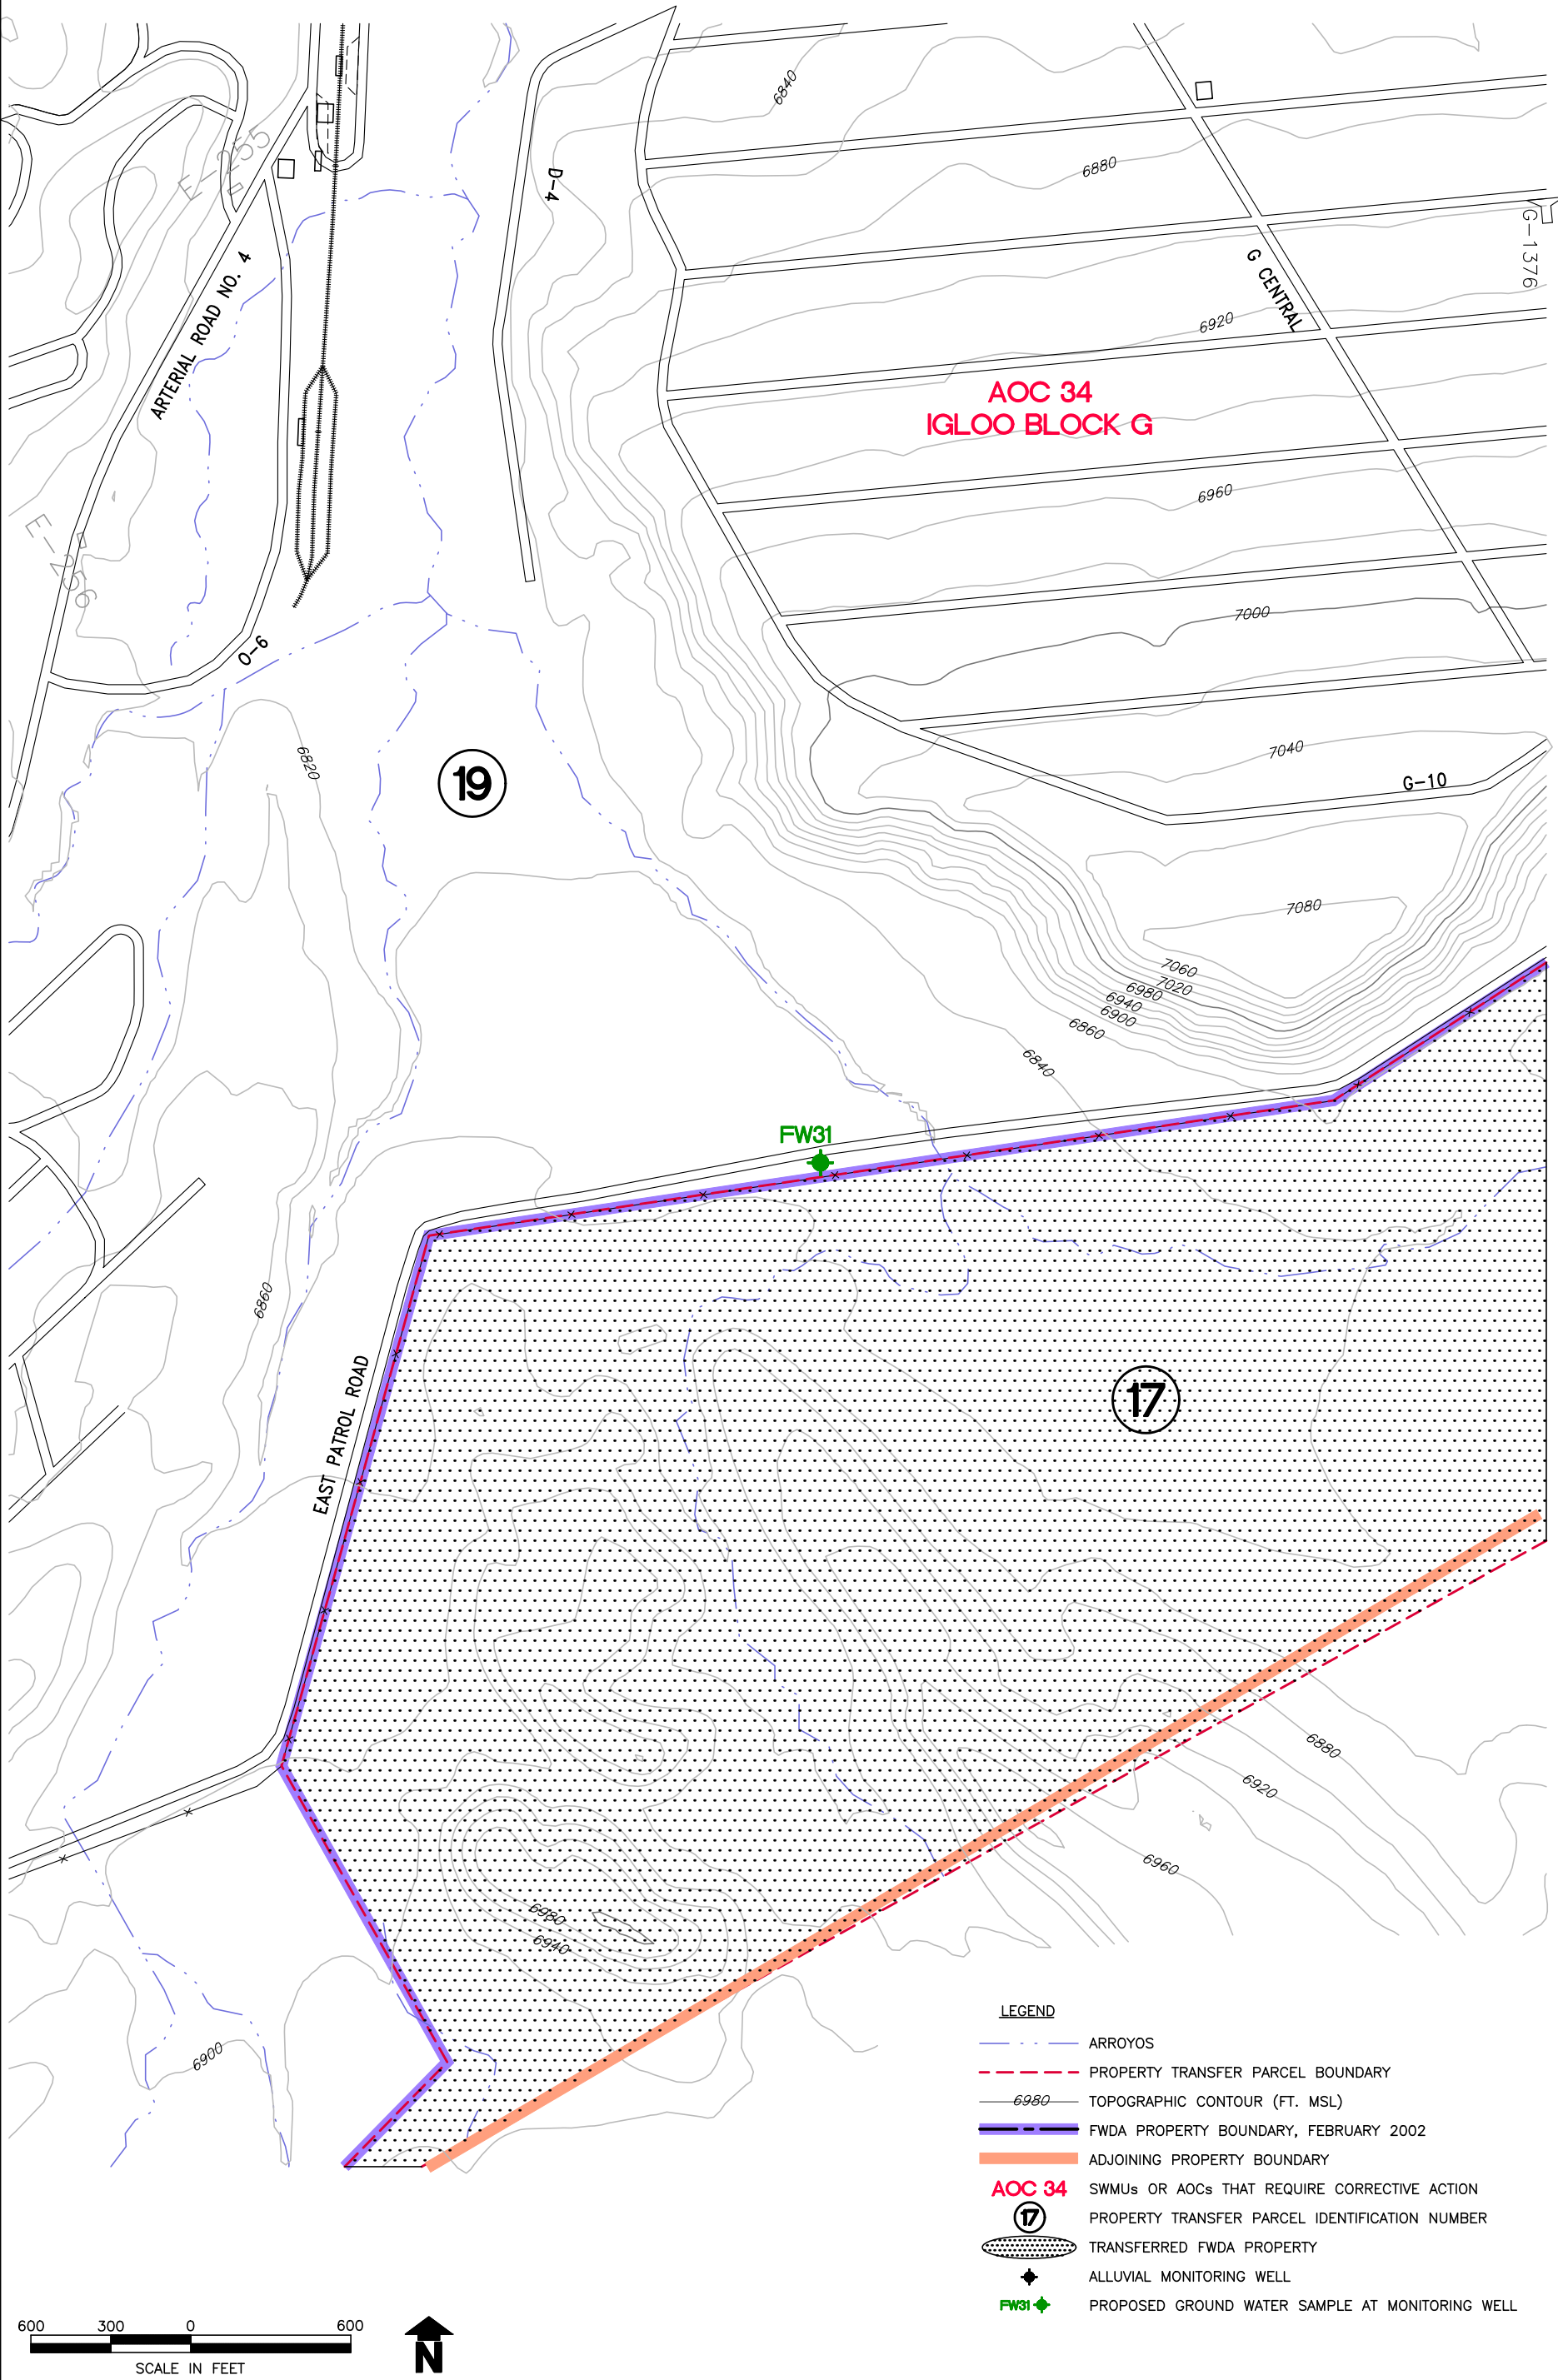 6840
E-255
D-4
6880
G-1376
ARTERIAL ROAD NO. 4
G CENTRAL
6920
AOC 34
IGLOO BLOCK G
6960
E-256
7000
O-6
6820
19
7040
G-10
7080
7060
7020
6980
6940
6900
6860
6840
FW31
6860
EAST PATROL ROAD
17
6880
6920
6960
6980
6940
6900
LEGEND
ARROYOS
PROPERTY TRANSFER PARCEL BOUNDARY
6980 TOPOGRAPHIC CONTOUR (FT. MSL)
FWDA PROPERTY BOUNDARY, FEBRUARY 2002
ADJOINING PROPERTY BOUNDARY
AOC 34 SWMUs OR AOCs THAT REQUIRE CORRECTIVE ACTION
17 PROPERTY TRANSFER PARCEL IDENTIFICATION NUMBER
TRANSFERRED FWDA PROPERTY
ALLUVIAL MONITORING WELL
FW31 PROPOSED GROUND WATER SAMPLE AT MONITORING WELL
600 300 0 600
SCALE IN FEET
N